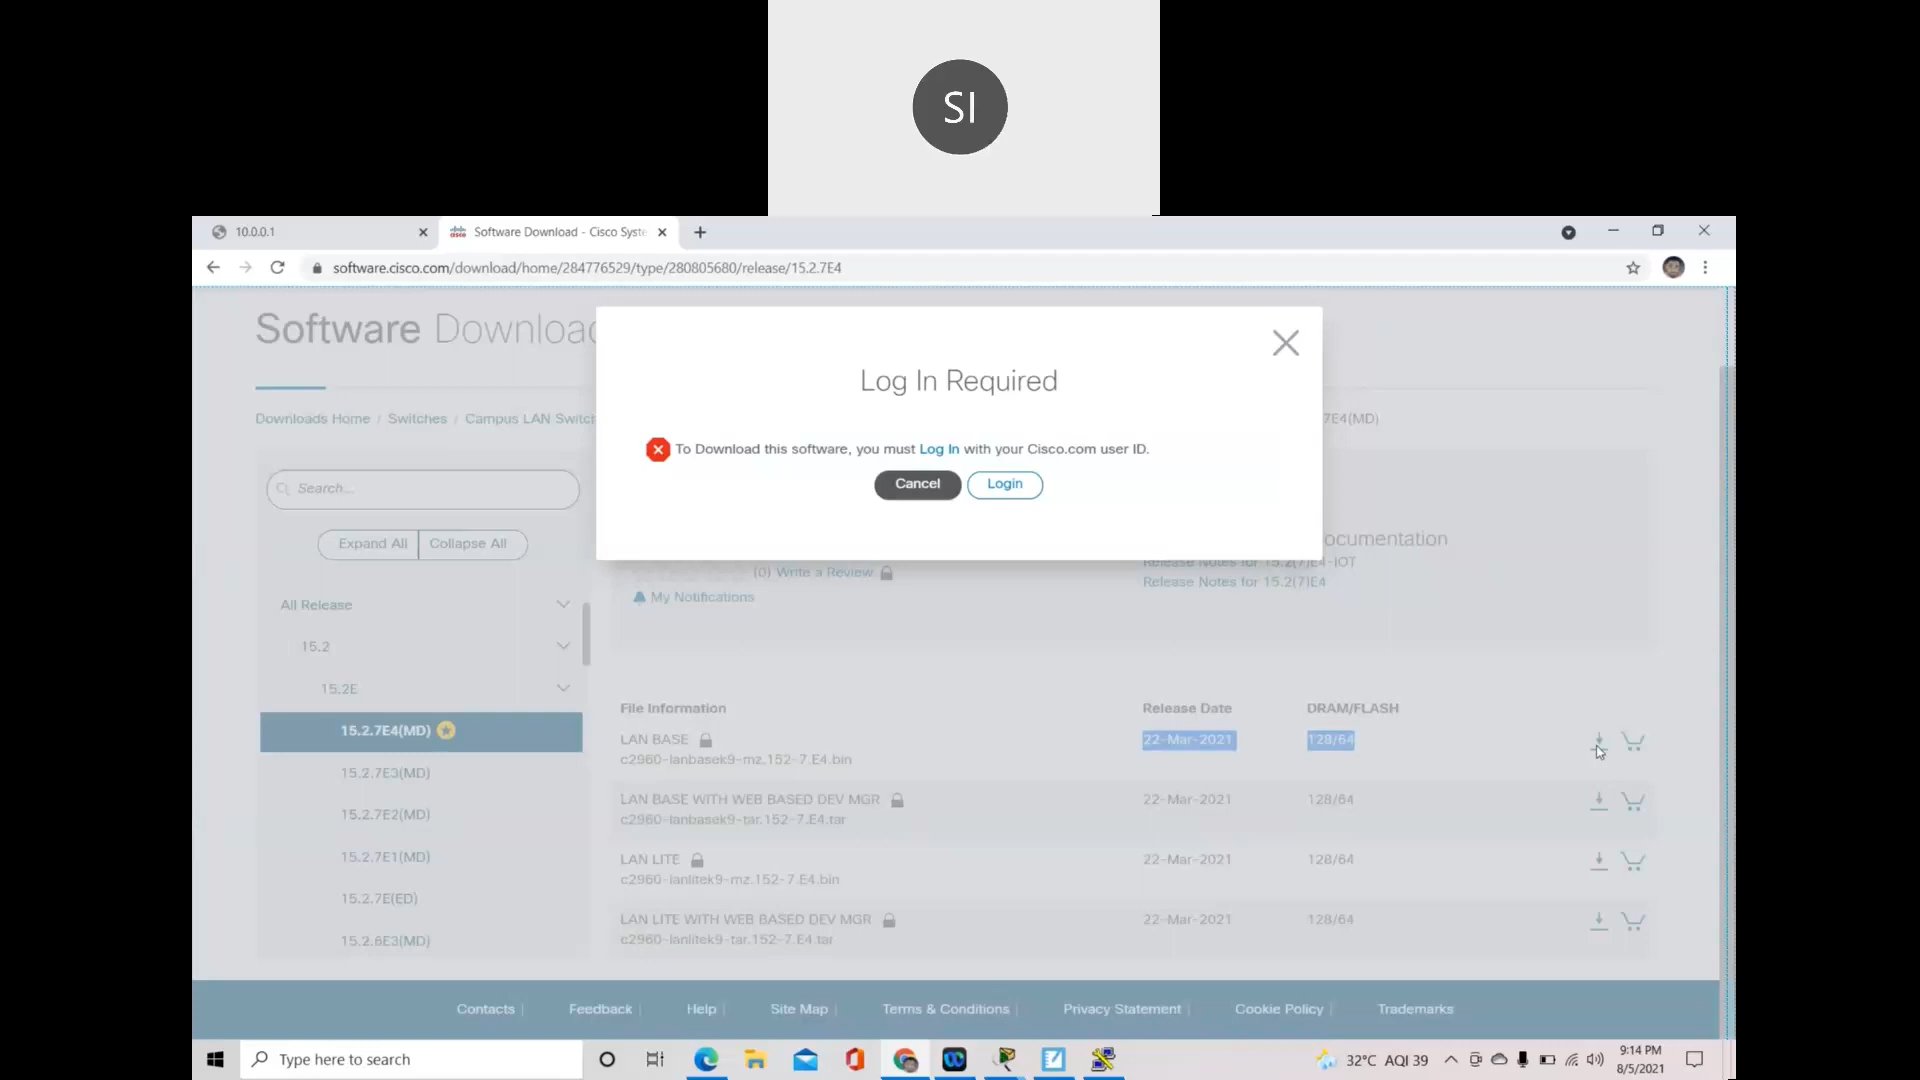 SI
10.0.0.1
Software Download - Cisco Syste
software.cisco.com/download/home/284776529/type/280805680/release/15.2.7E4
Software Download
Log In Required
To Download this software, you must Log In with your Cisco.com user ID.
Cancel Login
Downloads Home / Switches / Campus LAN Switch
7E4(MD)
Search...
Expand All Collapse All
ocumentation
Release Notes for 15.2(7)E4-IOT
Release Notes for 15.2(7)E4
(0) Write a Review
My Notifications
All Release
15.2
15.2E
15.2.7E4(MD)
15.2.7E3(MD)
15.2.7E2(MD)
15.2.7E1(MD)
15.2.7E(ED)
15.2.6E3(MD)
File Information Release Date DRAM/FLASH
LAN BASE 22-Mar-2021 128/64
c2960-lanbasek9-mz.152-7.E4.bin
LAN BASE WITH WEB BASED DEV MGR 22-Mar-2021 128/64
c2960-lanbasek9-tar.152-7.E4.tar
LAN LITE 22-Mar-2021 128/64
c2960-lanlitek9-mz.152-7.E4.bin
LAN LITE WITH WEB BASED DEV MGR 22-Mar-2021 128/64
c2960-lanlitek9-tar.152-7.E4.tar
Contacts | Feedback | Help | Site Map | Terms & Conditions | Privacy Statement | Cookie Policy | Trademarks
Type here to search
32°C AQI 39
9:14 PM
8/5/2021